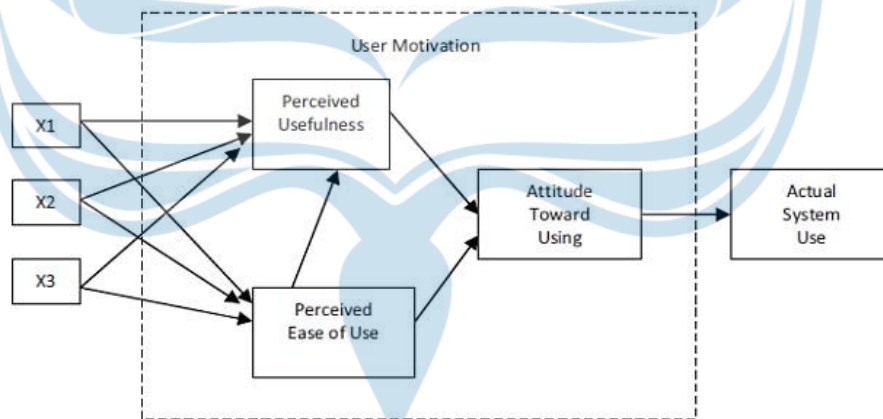 User Motivation
X1
X2
X3
Perceived
Usefulness
Perceived
Ease of Use
Attitude
Toward
Using
Actual
System
Use